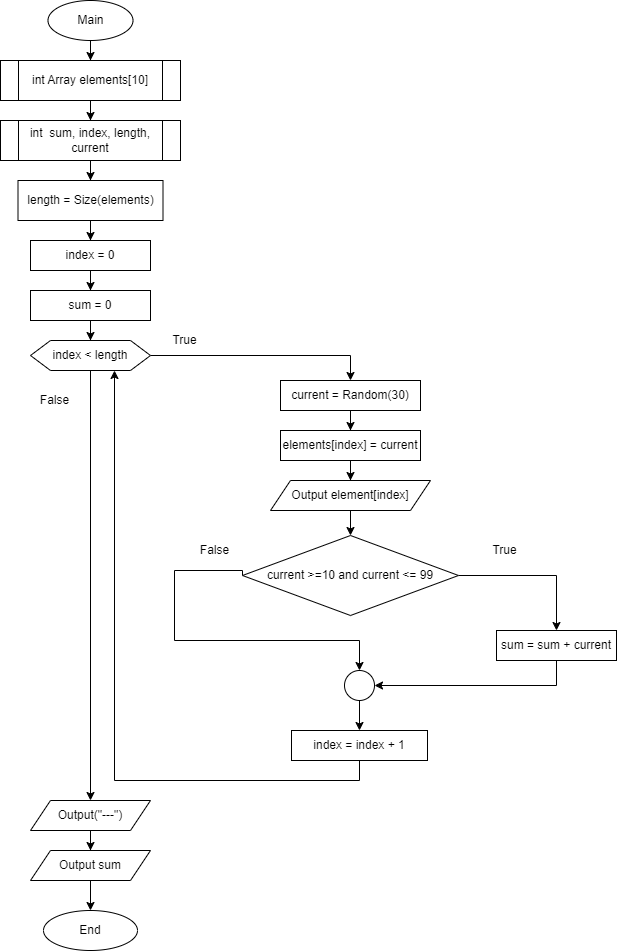 Main
int Array elements[10]
int  sum, index, length,
current
length = Size(elements)
index = 0
sum = 0
index < length
True
False
current = Random(30)
elements[index] = current
Output element[index]
False
True
current >=10 and current <= 99
sum = sum + current
index = index + 1
Output("---")
Output sum
End